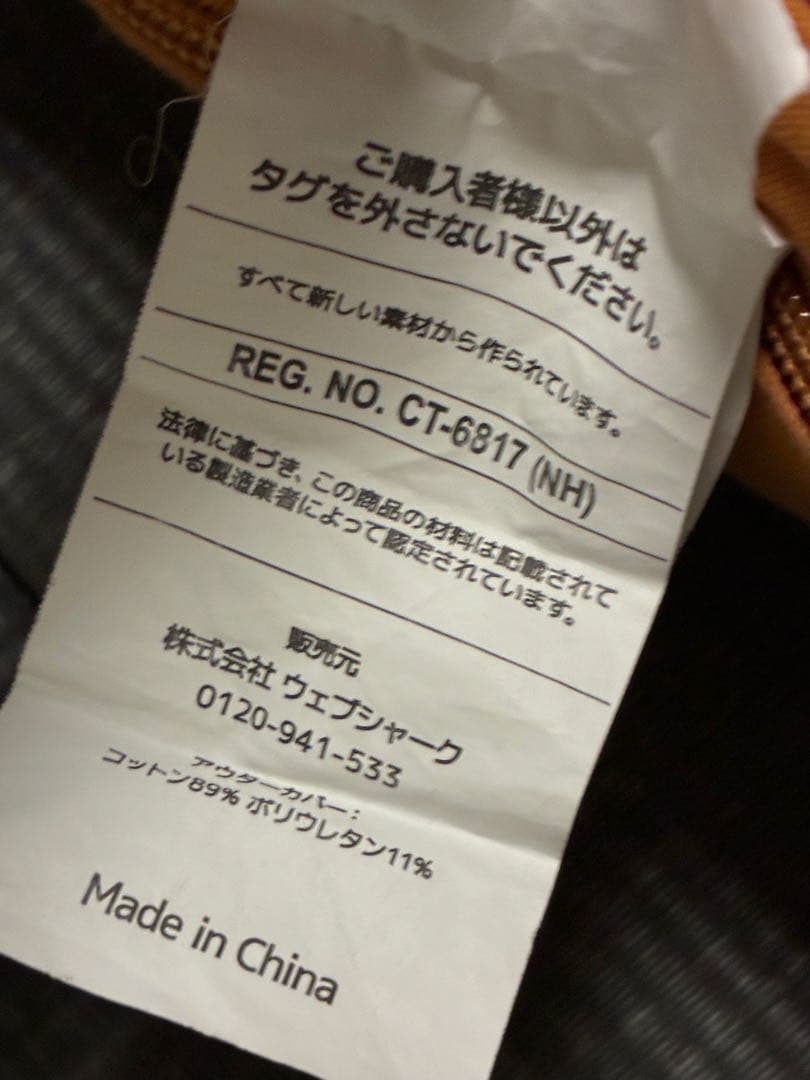 ご購入者様以外は
タグを外さないでください。
すべて新しい素材から作られています。
REG. NO. CT-6817 (NH)
法律に基づき、この商品の材料は記載されて
いる製造業者によって認定されています。
販売元
株式会社 ウェブシャーク
0120-941-533
アウターカバー：
コットン89% ポリウレタン11%
Made in China